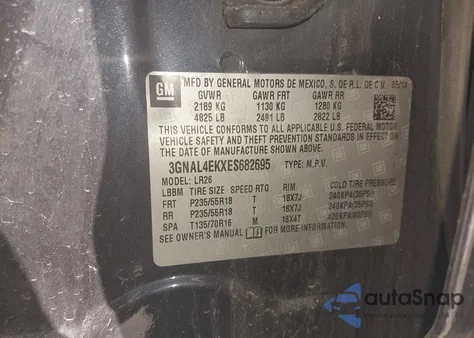 GM
MFD BY GENERAL MOTORS DE MEXICO, S. DE R.L. DE C.V. 05/14
GVWR GAWR FRT GAWR RR
2189 KG 1130 KG 1280 KG
4825 LB 2491 LB 2822 LB
THIS VEHICLE CONFORMS TO ALL APPLICABLE U.S. FEDERAL MOTOR
VEHICLE SAFETY, BUMPER, AND THEFT PREVENTION STANDARDS
IN EFFECT ON THE DATE OF MANUFACTURE SHOWN ABOVE.
3GNAL4EKXES682695 TYPE: M.P.V.
MODEL: LR26
LBBM TIRE SIZE SPEED RTG RIM COLD TIRE PRESSURE
FRT P235/55R18 T 18X7J 240KPA(35PSI)
RR P235/55R18 T 18X7J 240KPA(35PSI)
SPA T135/70R16 M 16X4T 420KPA(60PSI)
SEE OWNER'S MANUAL FOR MORE INFORMATION
autaSnap